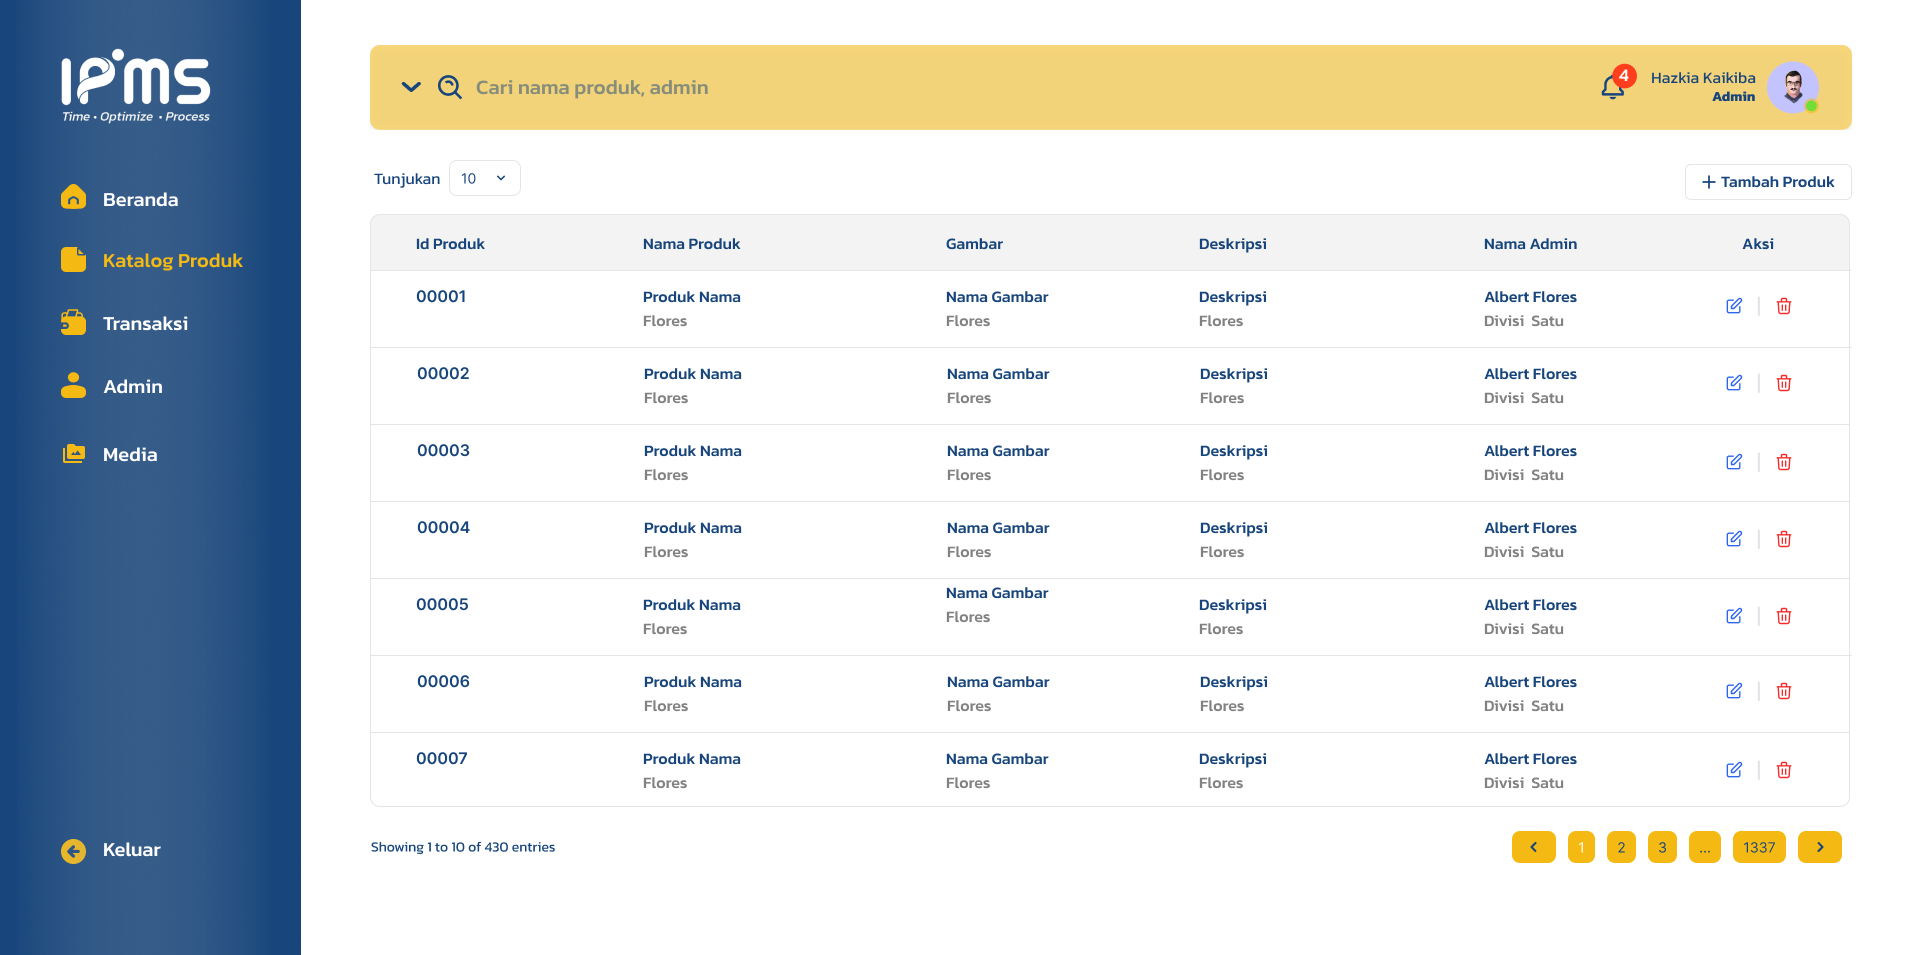 IPMS
Time • Optimize • Process
Beranda
Katalog Produk
Transaksi
Admin
Media
Keluar
Cari nama produk, admin
4
Hazkia Kaikiba
Admin
Tunjukan 10
+ Tambah Produk
Id Produk Nama Produk Gambar Deskripsi Nama Admin Aksi
00001 Produk Nama Nama Gambar Deskripsi Albert Flores
Flores Flores Flores Divisi Satu
00002 Produk Nama Nama Gambar Deskripsi Albert Flores
Flores Flores Flores Divisi Satu
00003 Produk Nama Nama Gambar Deskripsi Albert Flores
Flores Flores Flores Divisi Satu
00004 Produk Nama Nama Gambar Deskripsi Albert Flores
Flores Flores Flores Divisi Satu
00005 Produk Nama Nama Gambar Deskripsi Albert Flores
Flores Flores Flores Divisi Satu
00006 Produk Nama Nama Gambar Deskripsi Albert Flores
Flores Flores Flores Divisi Satu
00007 Produk Nama Nama Gambar Deskripsi Albert Flores
Flores Flores Flores Divisi Satu
Showing 1 to 10 of 430 entries
1 2 3 ... 1337